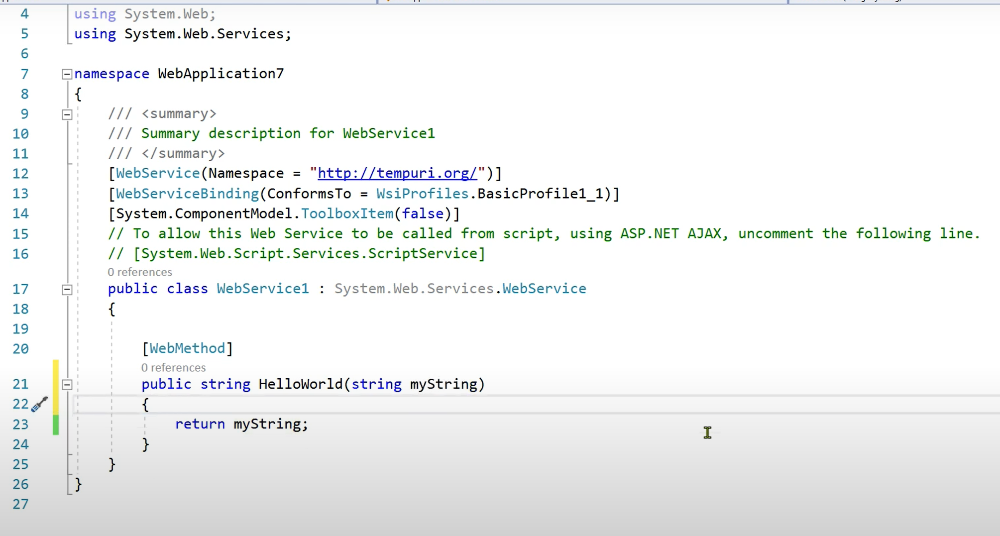 4 using System.Web;
5 using System.Web.Services;
6
7 namespace WebApplication7
8 {
9 /// <summary>
10 /// Summary description for WebService1
11 /// </summary>
12 [WebService(Namespace = "http://tempuri.org/")]
13 [WebServiceBinding(ConformsTo = WsiProfiles.BasicProfile1_1)]
14 [System.ComponentModel.ToolboxItem(false)]
15 // To allow this Web Service to be called from script, using ASP.NET AJAX, uncomment the following line.
16 // [System.Web.Script.Services.ScriptService]
0 references
17 public class WebService1 : System.Web.Services.WebService
18 {
19
20 [WebMethod]
0 references
21 public string HelloWorld(string myString)
22 {
23 return myString;
24 }
25 }
26 }
27